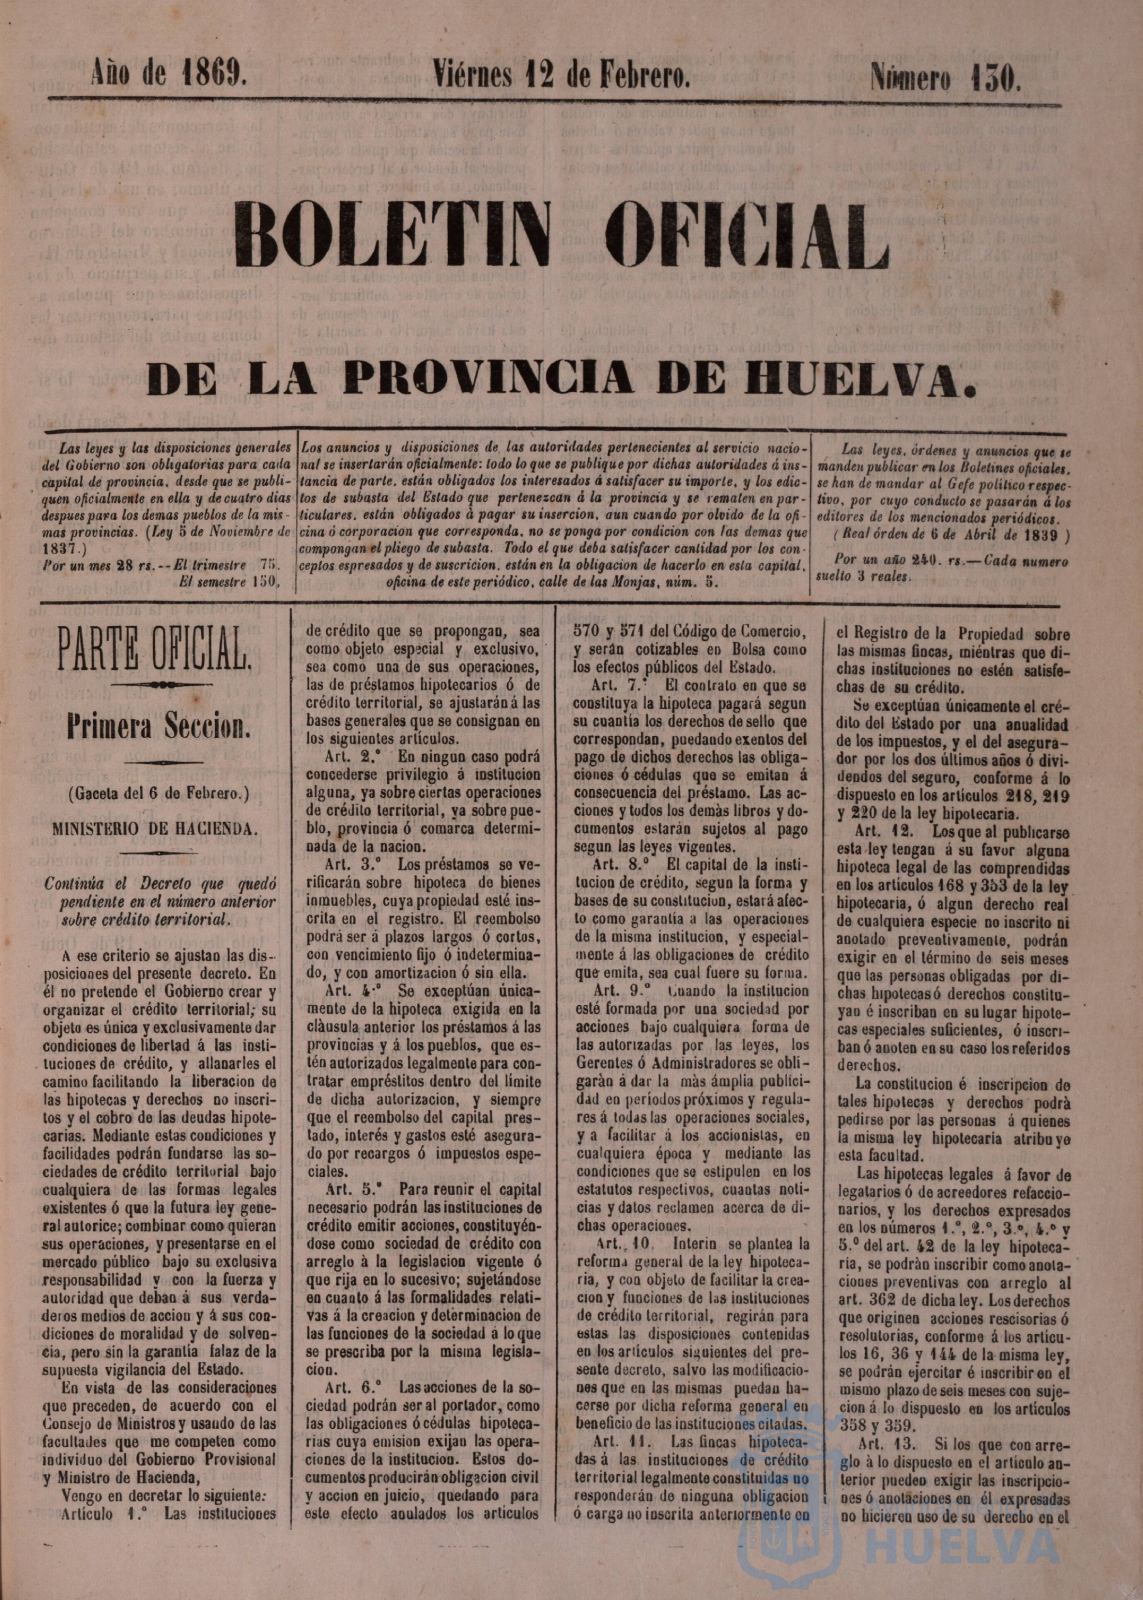 Año de 1869.
Viérnes 12 de Febrero.
Número 130.
BOLETIN OFICIAL
DE LA PROVINCIA DE HUELVA.
Las leyes y las disposiciones generales
del Gobierno son obligatorias para cada
capital de provincia, desde que se publi-
quen oficialmente en ella y de cuatro dias
despues para los demas pueblos de la mis-
mas provincias. (Ley 5 de Noviembre de
1837.)
Por un mes 28 rs.--El trimestre 75.
El semestre 150,
Los anuncios y disposiciones de las autoridades pertenecientes al servicio nacio-
nal se insertarán oficialmente: todo lo que se publique por dichas autoridades á ins-
tancia de parte, están obligados los interesados á satisfacer su importe, y los edic-
tos de subasta del Estado que pertenezcan á la provincia y se rematen en par-
ticulares, están obligados á pagar su insercion, aun cuando por olvido de la ofi-
cina ó corporacion que corresponda, no se ponga por condicion con las demas que
compongan el pliego de subasta. Todo el que deba satisfacer cantidad por los con-
ceptos espresados y de suscricion, están en la obligacion de hacerlo en esta capital,
oficina de este periódico, calle de las Monjas, núm. 5.
Las leyes, órdenes y anuncios que se
manden publicar en los Boletines oficiales,
se han de mandar al Gefe político respec-
tivo, por cuyo conducto se pasarán á los
editores de los mencionados periódicos.
(Real órden de 6 de Abril de 1839 )
Por un año 240. rs.—Cada numero
suelto 3 reales.
PARTE OFICIAL.
Primera Seccion.
(Gaceta del 6 de Febrero.)
MINISTERIO DE HACIENDA.
Continúa el Decreto que quedó
pendiente en el número anterior
sobre crédito territorial.
A ese criterio se ajustan las dis-
posiciones del presente decreto. En
él no pretende el Gobierno crear y
organizar el crédito territorial; su
objeto es única y exclusivamente dar
condiciones de libertad á las insti-
tuciones de crédito, y allanarles el
camino facilitando la liberacion de
las hipotecas y derechos no inscri-
tos y el cobro de las deudas hipote-
carias. Mediante estas condiciones y
facilidades podrán fundarse las so-
ciedades de crédito territorial bajo
cualquiera de las formas legales
existentes ó que la futura ley gene-
ral autorice; combinar como quieran
sus operaciones, y presentarse en el
mercado público bajo su exclusiva
responsabilidad y con la fuerza y
autoridad que deban á sus verda-
deros medios de accion y á sus con-
diciones de moralidad y de solven-
cia, pero sin la garantía falaz de la
supuesta vigilancia del Estado.
En vista de las consideraciones
que preceden, de acuerdo con el
Consejo de Ministros y usando de las
facultades que me competen como
individuo del Gobierno Provisional
y Ministro de Hacienda,
Vengo en decretar lo siguiente:
Artículo 1.° Las instituciones
de crédito que se propongan, sea
como objeto especial y exclusivo,
sea como una de sus operaciones,
las de préstamos hipotecarios ó de
crédito territorial, se ajustarán á las
bases generales que se consignan en
los siguientes artículos.
Art. 2.° En ningun caso podrá
concederse privilegio á institucion
alguna, ya sobre ciertas operaciones
de crédito territorial, ya sobre pue-
blo, provincia ó comarca determi-
nada de la nacion.
Art. 3.° Los préstamos se ve-
rificarán sobre hipoteca de bienes
inmuebles, cuya propiedad esté ins-
crita en el registro. El reembolso
podrá ser á plazos largos ó cortos,
con vencimiento fijo ó indetermina-
do, y con amortizacion ó sin ella.
Art. 4.° Se exceptúan única-
mente de la hipoteca exigida en la
cláusula anterior los préstamos á las
provincias y á los pueblos, que es-
tén autorizados legalmente para con-
tratar empréstitos dentro del límite
de dicha autorizacion, y siempre
que el reembolso del capital pres-
tado, interés y gastos esté asegura-
do por recargos ó impuestos espe-
ciales.
Art. 5.° Para reunir el capital
necesario podrán las instituciones de
crédito emitir acciones, constituyén-
dose como sociedad de crédito con
arreglo à la legislacion vigente ó
que rija en lo sucesivo; sujetándose
en cuanto á las formalidades relati-
vas á la creacion y determinacion de
las funciones de la sociedad á lo que
se prescriba por la misma legisla-
cion.
Art. 6.° Las acciones de la so-
ciedad podrán ser al portador, como
las obligaciones ó cédulas hipoteca-
rias cuya emision exijan las opera-
ciones de la institucion. Estos do-
cumentos producirán obligacion civil
y accion en juicio, quedando para
este efecto anulados los artículos
570 y 571 del Código de Comercio,
y serán cotizables en Bolsa como
los efectos públicos del Estado.
Art. 7.° El contrato en que se
constituya la hipoteca pagará segun
su cuantía los derechos de sello que
correspondan, puedando exentos del
pago de dichos derechos las obliga-
ciones ó cédulas que se emitan á
consecuencia del préstamo. Las ac-
ciones y todos los demàs libros y do-
cumentos estarán sujetos al pago
segun las leyes vigentes.
Art. 8.° El capital de la insti-
tucion de crédito, segun la forma y
bases de su constitucion, estará afec-
to como garantía a las operaciones
de la misma institucion, y especial-
mente á las obligaciones de crédito
que emita, sea cual fuere su forma.
Art. 9.° Cuando la institucion
esté formada por una sociedad por
acciones bajo cualquiera forma de
las autorizadas por las leyes, los
Gerentes ó Administradores se obli-
garàn á dar la màs ámplia publici-
dad en períodos próximos y regula-
res á todas las operaciones sociales,
y a facilitar á los accionistas, en
cualquiera época y mediante las
condiciones que se estipulen en los
estatutos respectivos, cuantas noti-
cias y datos reclamen acerca de di-
chas operaciones.
Art. 10. Interin se plantea la
reforma general de la ley hipoteca-
ria, y con objeto de facilitar la crea-
cion y funciones de las instituciones
de crédito territorial, regirán para
estas las disposiciones contenidas
en los artículos siguientes del pre-
sente decreto, salvo las modificacio-
nes que en las mismas puedan ha-
cerse por dicha reforma general en
beneficio de las instituciones citadas.
Art. 11. Las fincas hipoteca-
das á las instituciones de crédito
territorial legalmente constituidas no
responderán de ninguna obligacion
ó carga no inscrita anteriormente en
el Registro de la Propiedad sobre
las mismas fincas, miéntras que di-
chas instituciones no estén satisfe-
chas de su crédito.
Se exceptúan únicamente el cré-
dito del Estado por una anualidad
de los impuestos, y el del asegura-
dor por los dos últimos años ó divi-
dendos del seguro, conforme á lo
dispuesto en los artículos 218, 219
y 220 de la ley hipotecaria.
Art. 12. Los que al publicarse
esta ley tengan á su favor alguna
hipoteca legal de las comprendidas
en los artículos 168 y 353 de la ley
hipotecaria, ó algun derecho real
de cualquiera especie no inscrito ni
anotado preventivamente, podrán
exigir en el término de seis meses
que las personas obligadas por di-
chas hipotecas ó derechos constitu-
yan é inscriban en su lugar hipote-
cas especiales suficientes, ó inscri-
ban ó anoten en su caso los referidos
derechos.
La constitucion é inscripcion de
tales hipotecas y derechos podrà
pedirse por las personas á quienes
la misma ley hipotecaria atribuye
esta facultad.
Las hipotecas legales á favor de
legatarios ó de acreedores refaccio-
narios, y los derechos expresados
en los números 1.°, 2.°, 3.°, 4.° y
5.° del art. 42 de la ley hipoteca-
ria, se podrán inscribir como anota-
ciones preventivas con arreglo al
art. 362 de dicha ley. Los derechos
que originen acciones rescisorias ó
resolutorias, conforme á los artícu-
los 16, 36 y 144 de la misma ley,
se podrán ejercitar é inscribir en el
mismo plazo de seis meses con suje-
cion á lo dispuesto en los artículos
358 y 359.
Art. 13. Si los que con arre-
glo à lo dispuesto en el artículo an-
terior pueden exigir las inscripcio-
nes ó anotaciones en él expresadas
no hicieren uso de su derecho en el
HUELVA